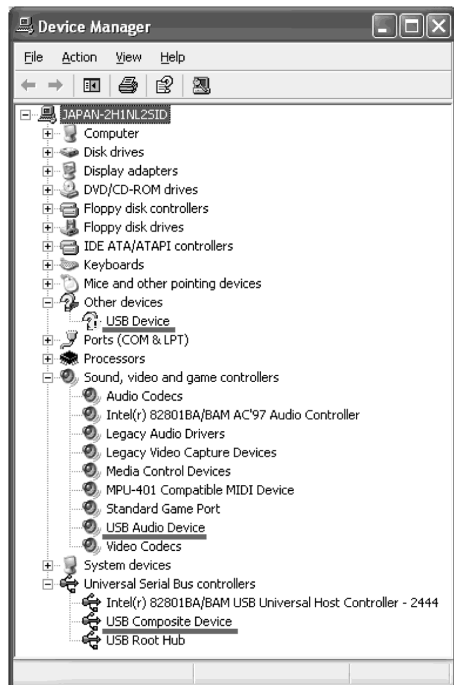 Device Manager
File Action View Help
JAPAN-2H1NL2SID
Computer
Disk drives
Display adapters
DVD/CD-ROM drives
Floppy disk controllers
Floppy disk drives
IDE ATA/ATAPI controllers
Keyboards
Mice and other pointing devices
Other devices
USB Device
Ports (COM & LPT)
Processors
Sound, video and game controllers
Audio Codecs
Intel(r) 82801BA/BAM AC'97 Audio Controller
Legacy Audio Drivers
Legacy Video Capture Devices
Media Control Devices
MPU-401 Compatible MIDI Device
Standard Game Port
USB Audio Device
Video Codecs
System devices
Universal Serial Bus controllers
Intel(r) 82801BA/BAM USB Universal Host Controller - 2444
USB Composite Device
USB Root Hub